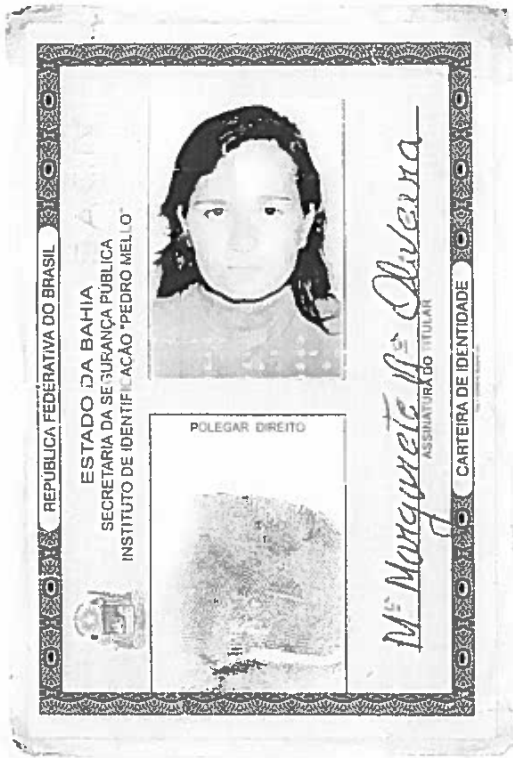 REPÚBLICA FEDERATIVA DO BRASIL
ESTADO DA BAHIA
SECRETARIA DA SEGURANÇA PÚBLICA
INSTITUTO DE IDENTIFICAÇÃO "PEDRO MELLO"
POLEGAR DIREITO
Mª Margarete Nª Oliveira
ASSINATURA DO TITULAR
CARTEIRA DE IDENTIDADE